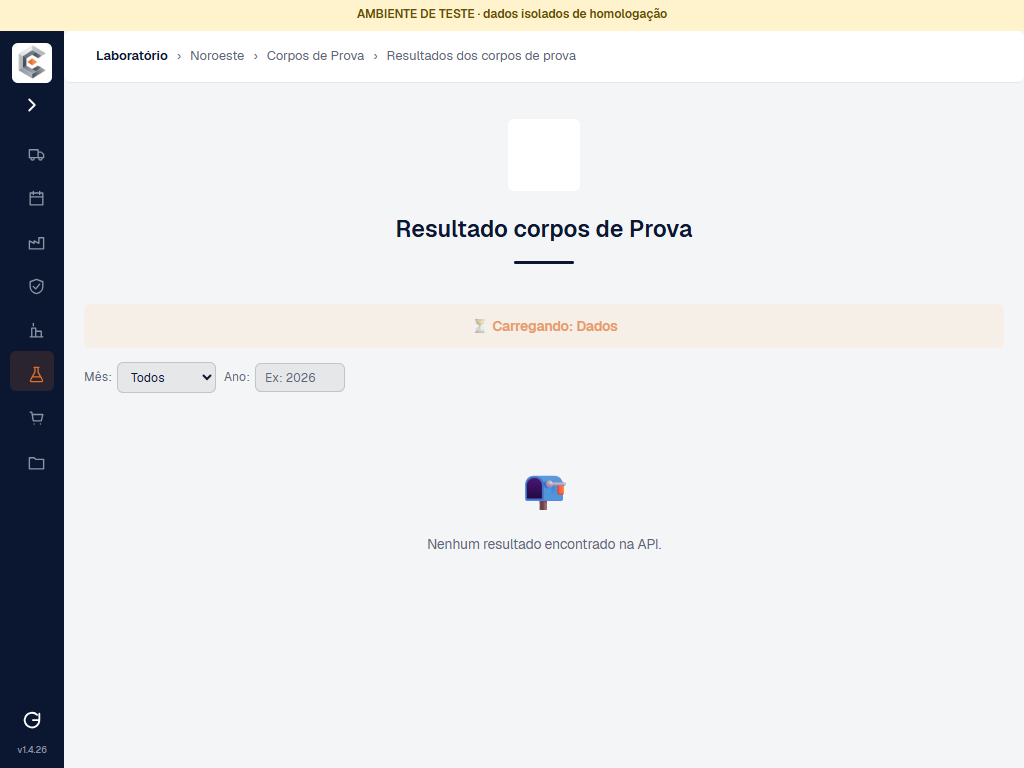 AMBIENTE DE TESTE · dados isolados de homologação
Laboratório › Noroeste › Corpos de Prova › Resultados dos corpos de prova
Resultado corpos de Prova
⏳ Carregando: Dados
Mês: Todos Ano: Ex: 2026
Nenhum resultado encontrado na API.
v1.4.26